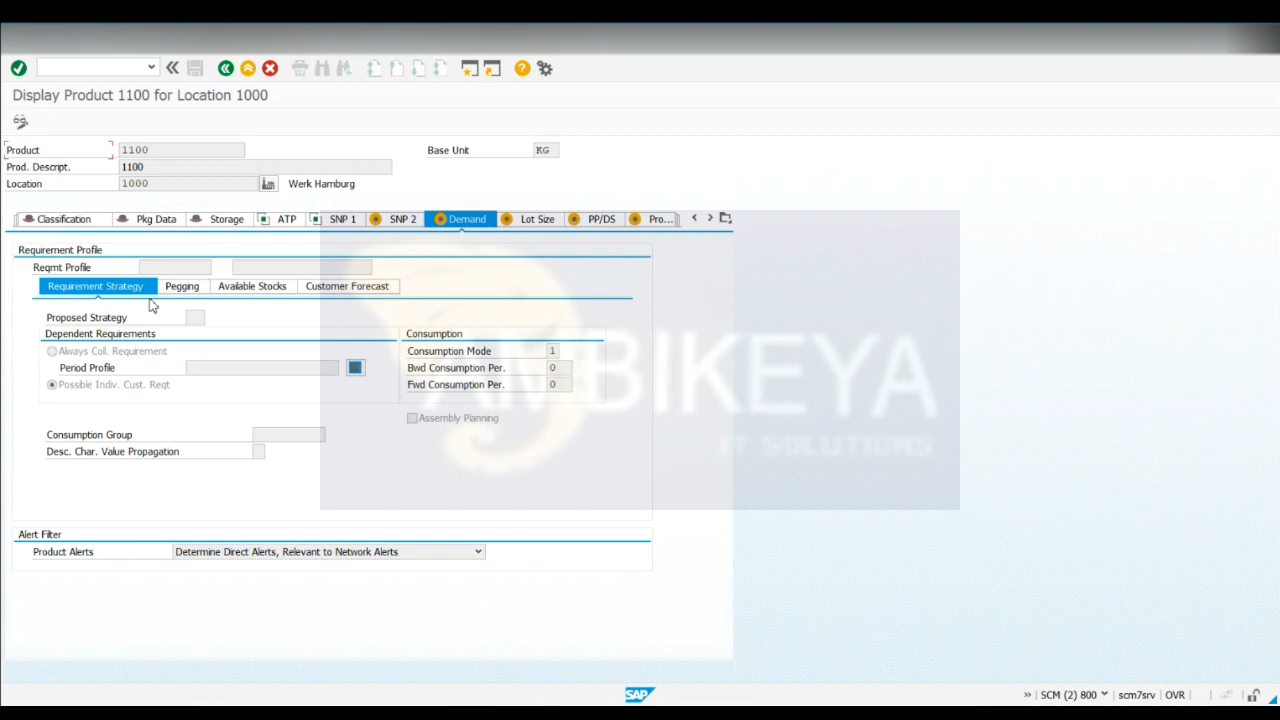 Display Product 1100 for Location 1000
Product 1100 Base Unit KG
Prod. Descript. 1100
Location 1000 Werk Hamburg
Classification Pkg Data Storage ATP SNP 1 SNP 2 Demand Lot Size PP/DS Pro...
Requirement Profile
Reqmt Profile
Requirement Strategy Pegging Available Stocks Customer Forecast
Proposed Strategy
Dependent Requirements Consumption
Always Coll. Requirement Consumption Mode 1
Period Profile Bwd Consumption Per. 0
Possible Indiv. Cust. Reqt Fwd Consumption Per. 0
Assembly Planning
Consumption Group
Desc. Char. Value Propagation
AMBIKEYA
IT SOLUTIONS
Alert Filter
Product Alerts Determine Direct Alerts, Relevant to Network Alerts
SAP SCM (2) 800 scm7srv OVR